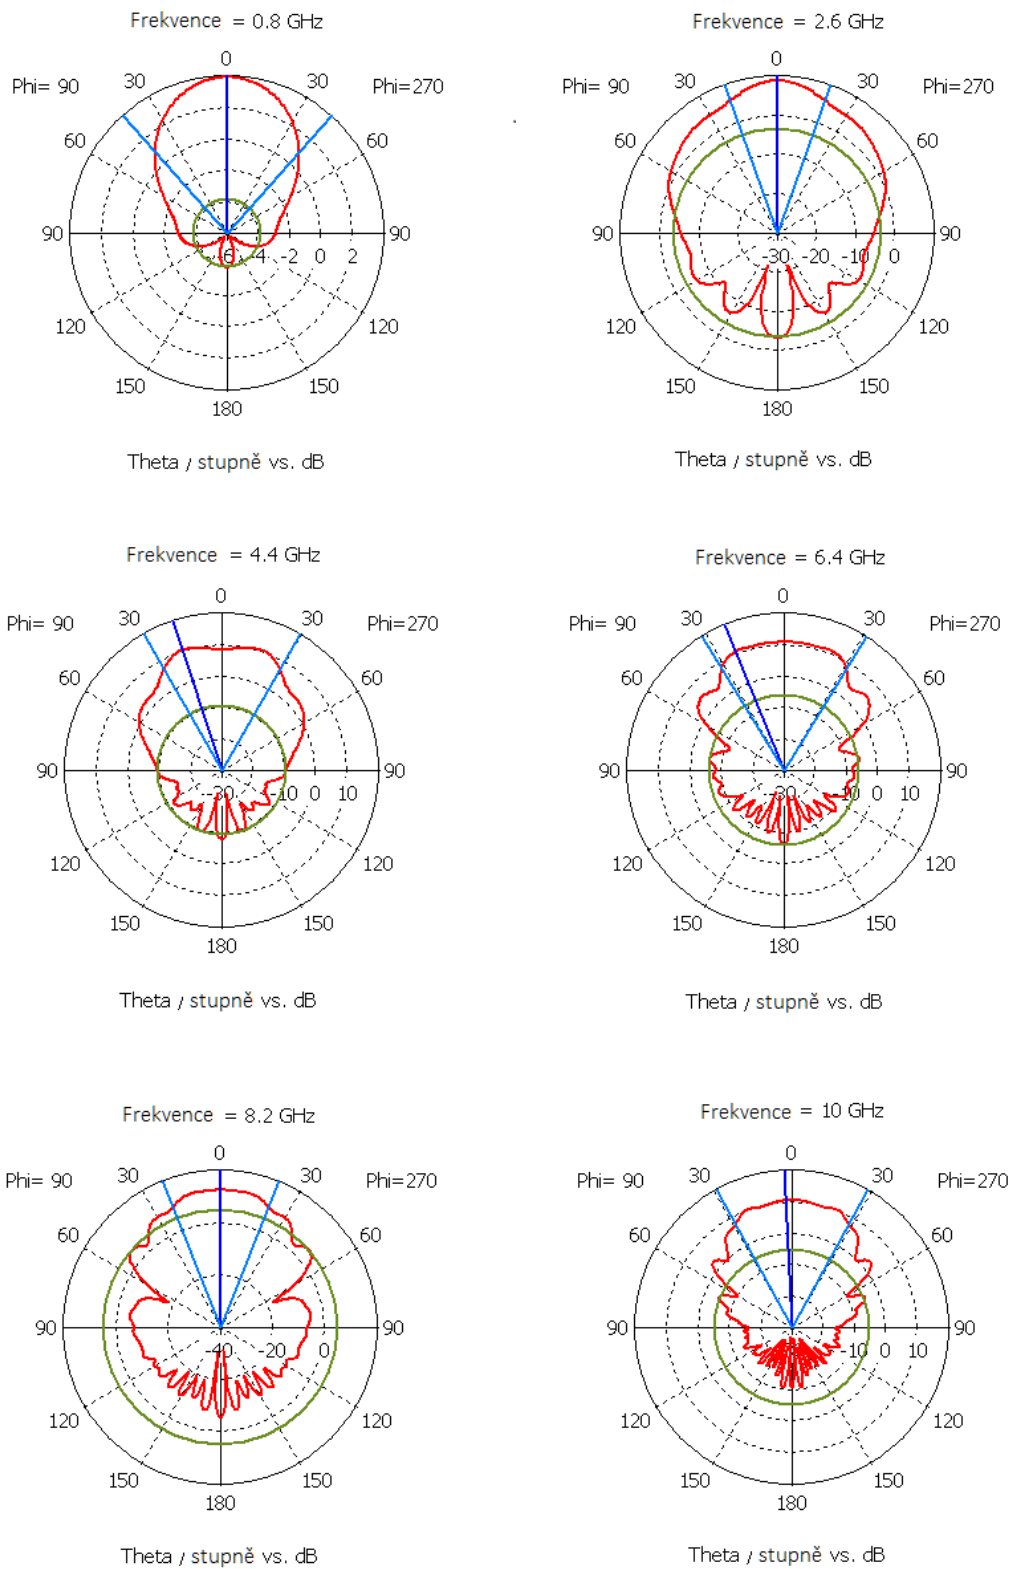 Frekvence = 0.8 GHz
0
30 30
Phi= 90 Phi=270
60 60
90 90
-6 -4 -2 0 2
120 120
150 150
180
Theta / stupně vs. dB
Frekvence = 2.6 GHz
0
30 30
Phi= 90 Phi=270
60 60
90 90
-30 -20 -10 0
120 120
150 150
180
Theta / stupně vs. dB
Frekvence = 4.4 GHz
0
30 30
Phi= 90 Phi=270
60 60
90 90
-30 -10 0 10
120 120
150 150
180
Theta / stupně vs. dB
Frekvence = 6.4 GHz
0
30 30
Phi= 90 Phi=270
60 60
90 90
-30 -10 0 10
120 120
150 150
180
Theta / stupně vs. dB
Frekvence = 8.2 GHz
0
30 30
Phi= 90 Phi=270
60 60
90 90
-40 -20 0
120 120
150 150
180
Theta / stupně vs. dB
Frekvence = 10 GHz
0
30 30
Phi= 90 Phi=270
60 60
90 90
-10 0 10
120 120
150 150
180
Theta / stupně vs. dB